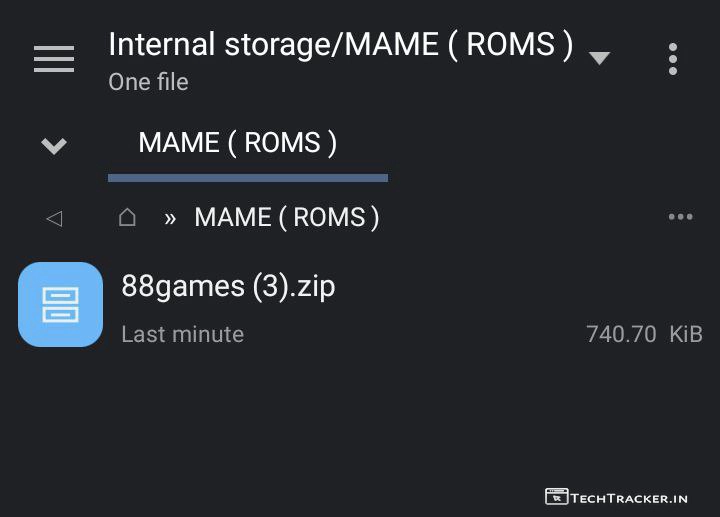 Internal storage/MAME ( ROMS )
One file
MAME ( ROMS )
» MAME ( ROMS )
88games (3).zip
Last minute 740.70 KiB
TECHTRACKER.IN